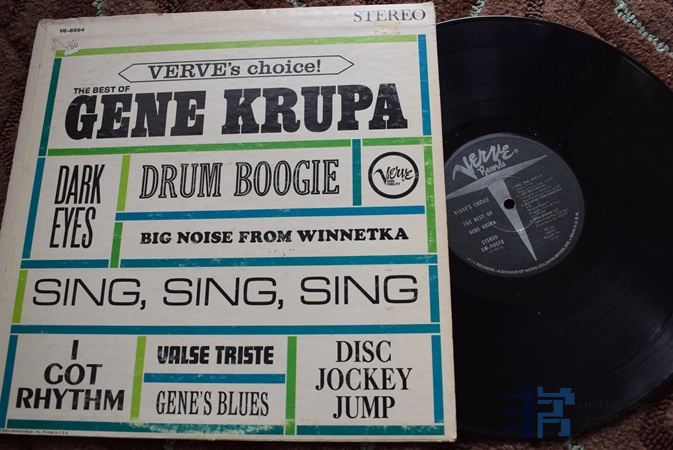 STEREO
V6-8594
VERVE's choice!
THE BEST OF
GENE KRUPA
DARK
EYES
DRUM BOOGIE
Verve
BIG NOISE FROM WINNETKA
SING, SING, SING
I
GOT
RHYTHM
VALSE TRISTE
GENE'S BLUES
DISC
JOCKEY
JUMP
Verve
Records
VERVE'S CHOICE
THE BEST OF
GENE KRUPA
STEREO